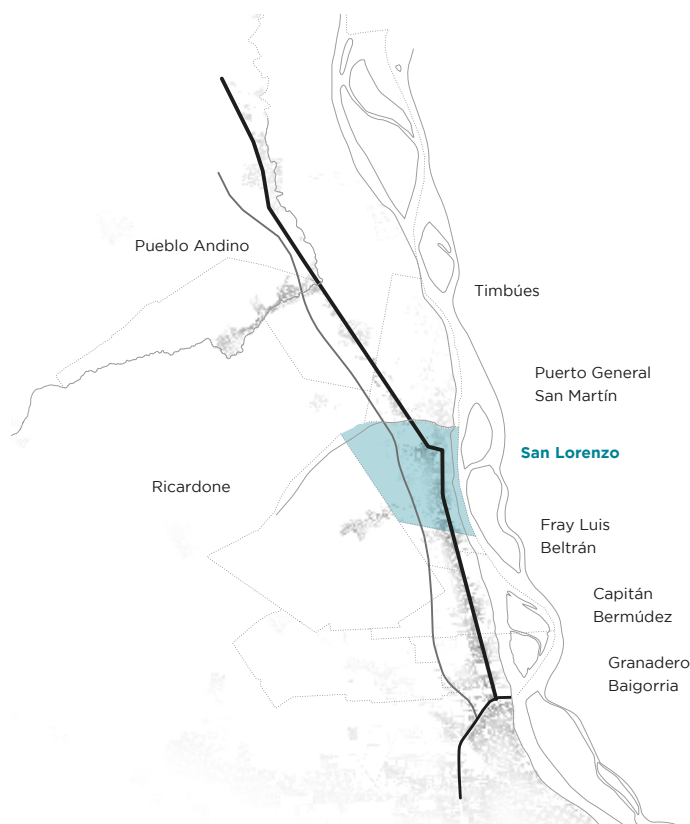 Pueblo Andino
Timbúes
Puerto General
San Martín
San Lorenzo
Ricardone
Fray Luis
Beltrán
Capitán
Bermúdez
Granadero
Baigorria